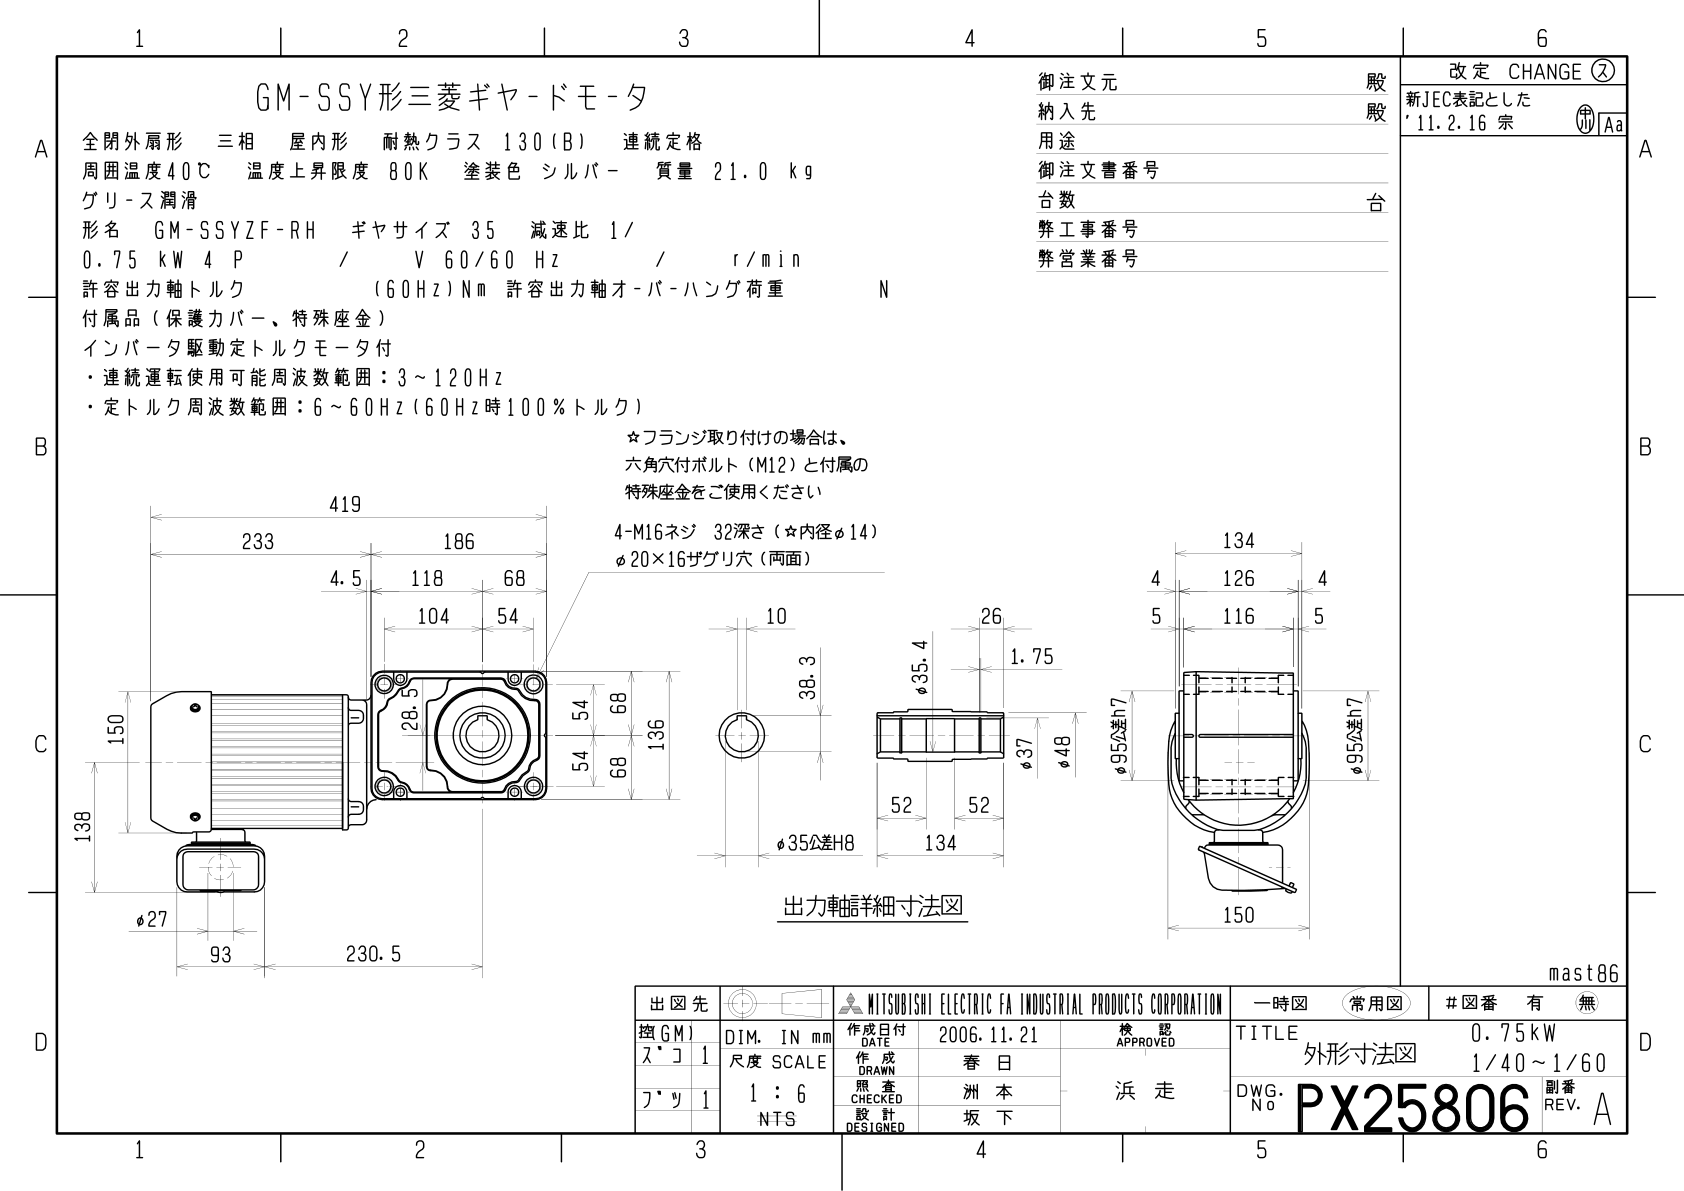 1 2 3 4 5 6
A
B
C
D
A
B
C
D
1 2 3 4 5 6
GM-SSY形三菱ギヤードモータ
全閉外扇形 三相 屋内形 耐熱クラス 130(B) 連続定格
周囲温度40℃ 温度上昇限度 80K 塗装色 シルバー 質量 21.0 kg
グリース潤滑
形名 GM-SSYZF-RH ギヤサイズ 35 減速比 1/
0.75 kW 4 P / V 60/60 Hz / r/min
許容出力軸トルク (60Hz)Nm 許容出力軸オーバーハング荷重 N
付属品(保護カバー、特殊座金)
インバータ駆動定トルクモータ付
・連続運転使用可能周波数範囲:3~120Hz
・定トルク周波数範囲:6~60Hz(60Hz時100%トルク)
御注文元 殿
納入先 殿
用途
御注文書番号
台数 台
弊工事番号
弊営業番号
改定 CHANGE ス
新JEC表記とした
'11.2.16 宗
Aa
☆フランジ取り付けの場合は、
六角穴付ボルト(M12)と付属の
特殊座金をご使用ください
4-M16ネジ 32深さ(☆内径φ14)
φ20×16ザグリ穴(両面)
419
233 186
4.5 118 68
104 54
28.5
54
54
68
68
136
150
138
φ27
93 230.5
10
38.3
φ35公差H8
26
1.75
φ35.4
φ37
φ48
52 52
134
出力軸詳細寸法図
134
4 126 4
5 116 5
φ95公差h7
φ95公差h7
150
mast86
出図先
控(GM)
ズコ 1
ブツ 1
DIM. IN mm
尺度 SCALE
1 : 6
NTS
MITSUBISHI ELECTRIC FA INDUSTRIAL PRODUCTS CORPORATION
作成日付 DATE 2006.11.21
作成 DRAWN 春日
照査 CHECKED 洲本
設計 DESIGNED 坂下
検認 APPROVED
浜走
一時図 常用図 #図番 有 無
TITLE
外形寸法図
0.75kW
1/40~1/60
DWG. No PX25806
副番 REV. A